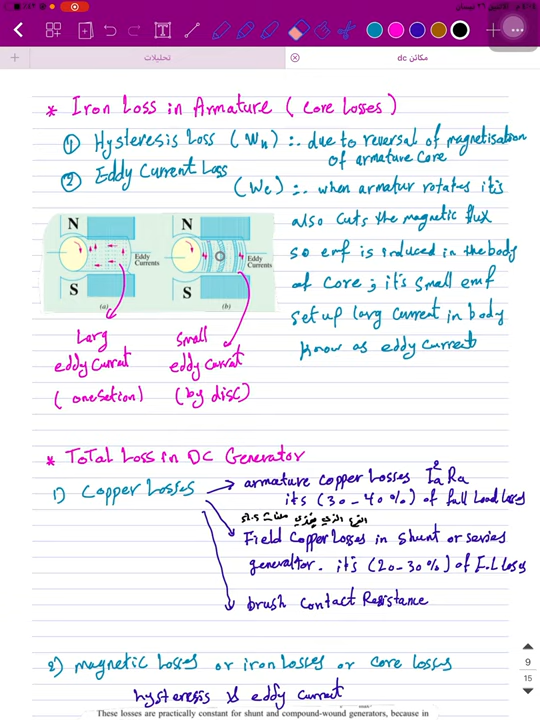 تحليلات
مكائن dc
* Iron Loss in Armature ( Core Losses )
① Hysteresis Loss ( Wh ) :. due to reversal of magnetisation
of armature core
② Eddy Current Loss
( We ) :. when armatur rotates it's
also cuts the magnetic flux
so emf is induced in the body
of core ; it's small emf
set up larg current in body
know as eddy current
N
Eddy
Currents
S
(a)
N
Eddy
Currents
S
(b)
Larg
eddy current
( one setion )
small
eddy current
( by disc )
* Total Loss in DC Generator
1) Copper Losses
→ armature copper Losses Ia² Ra
its (30-40%) of full Load Losses
Field Copper Losses in shunt or series
generaltor. it's (20-30%) of F.L Loses
brush contact Resistance
2) magnetic Losses or iron losses or core losses
hysteresis & eddy current
These losses are practically constant for shunt and compound-wound generators, because in
9
15